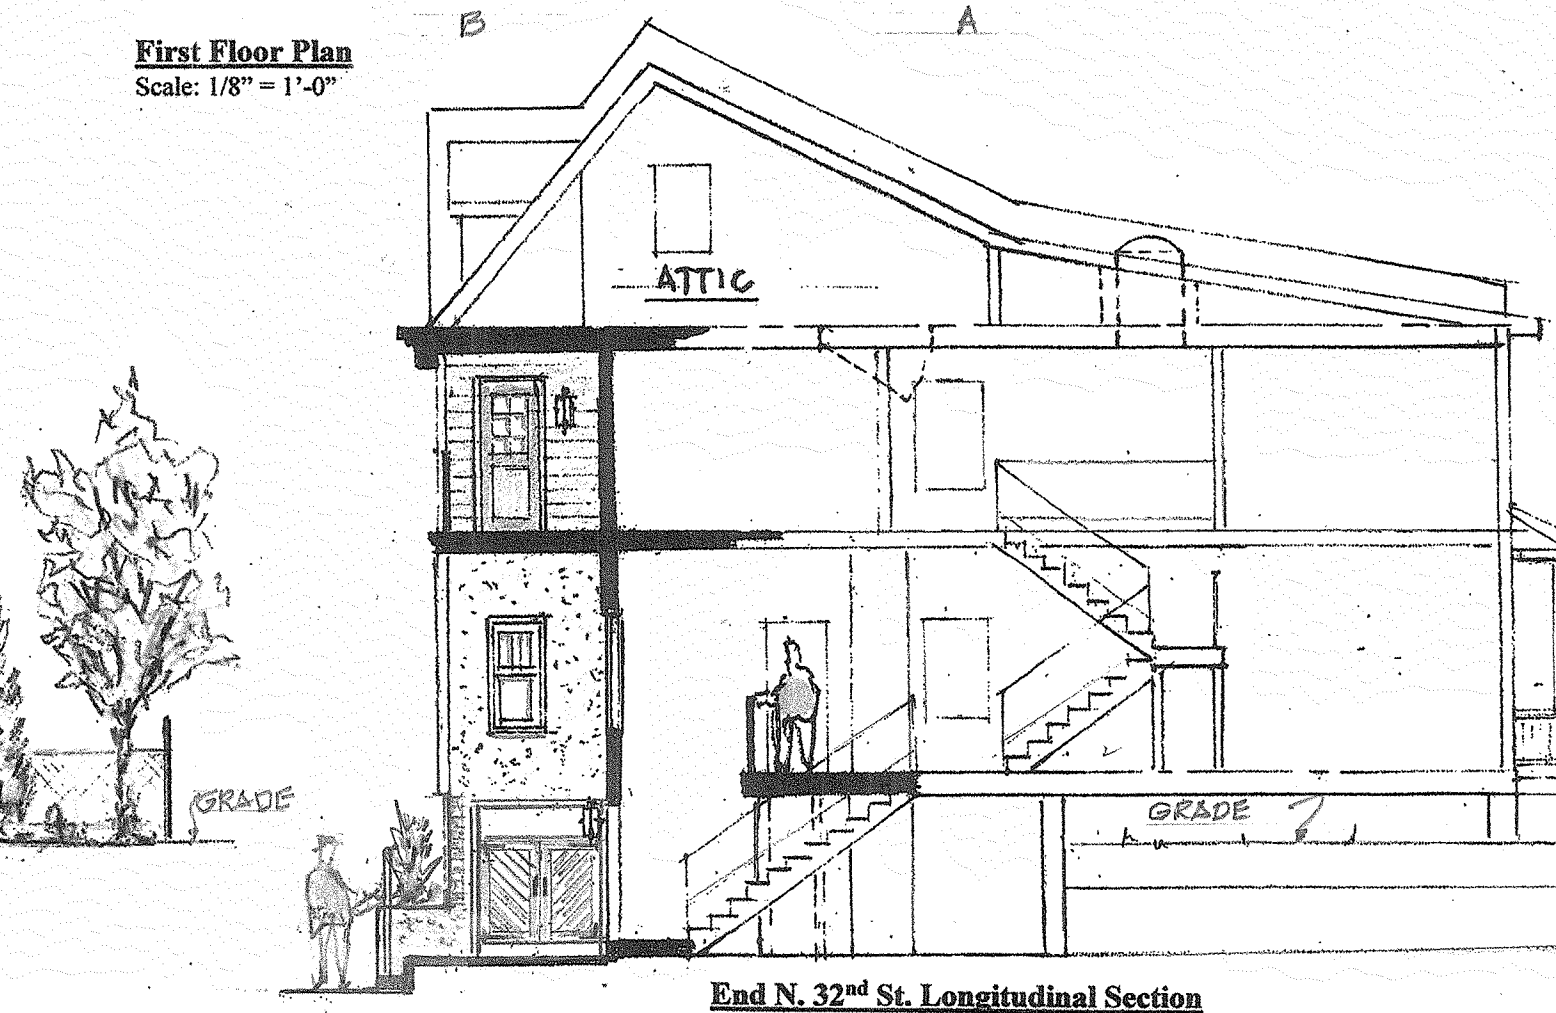 B
A
First Floor Plan
Scale: 1/8” = 1’-0”
ATTIC
GRADE
GRADE
End N. 32nd St. Longitudinal Section